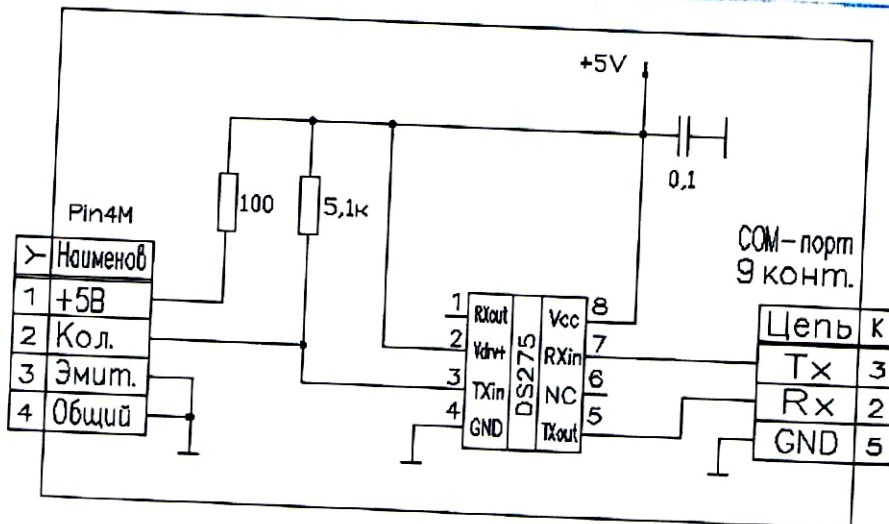 +5V
0,1
100
5,1к
Pin4M
Наименов
1 +5В
2 Кол.
3 Эмит.
4 Общий
1 RXout
2 Vdrv+
3 TXin
4 GND
DS275
Vcc 8
RXin 7
NC 6
TXout 5
COM-порт
9 конт.
Цепь К
Tx 3
Rx 2
GND 5